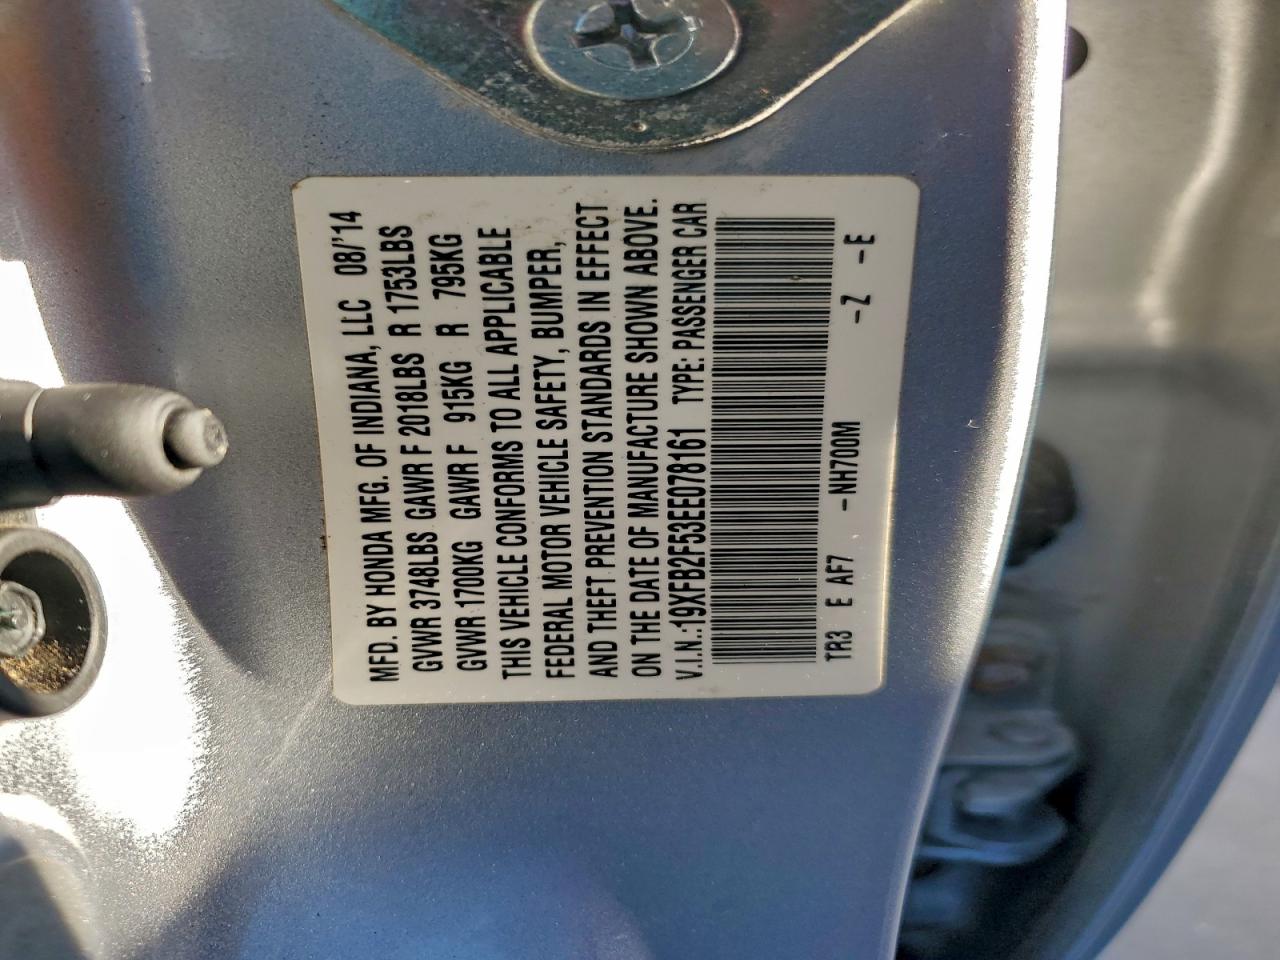 MFD. BY HONDA MFG. OF INDIANA, LLC 08/'14
GVWR 3748LBS GAWR F 2018LBS R 1753LBS
GVWR 1700KG GAWR F 915KG R 795KG
THIS VEHICLE CONFORMS TO ALL APPLICABLE
FEDERAL MOTOR VEHICLE SAFETY, BUMPER,
AND THEFT PREVENTION STANDARDS IN EFFECT
ON THE DATE OF MANUFACTURE SHOWN ABOVE.
V.I.N.:19XFB2F53EE078161 TYPE: PASSENGER CAR
TR3 E AF7 -NH700M -Z -E